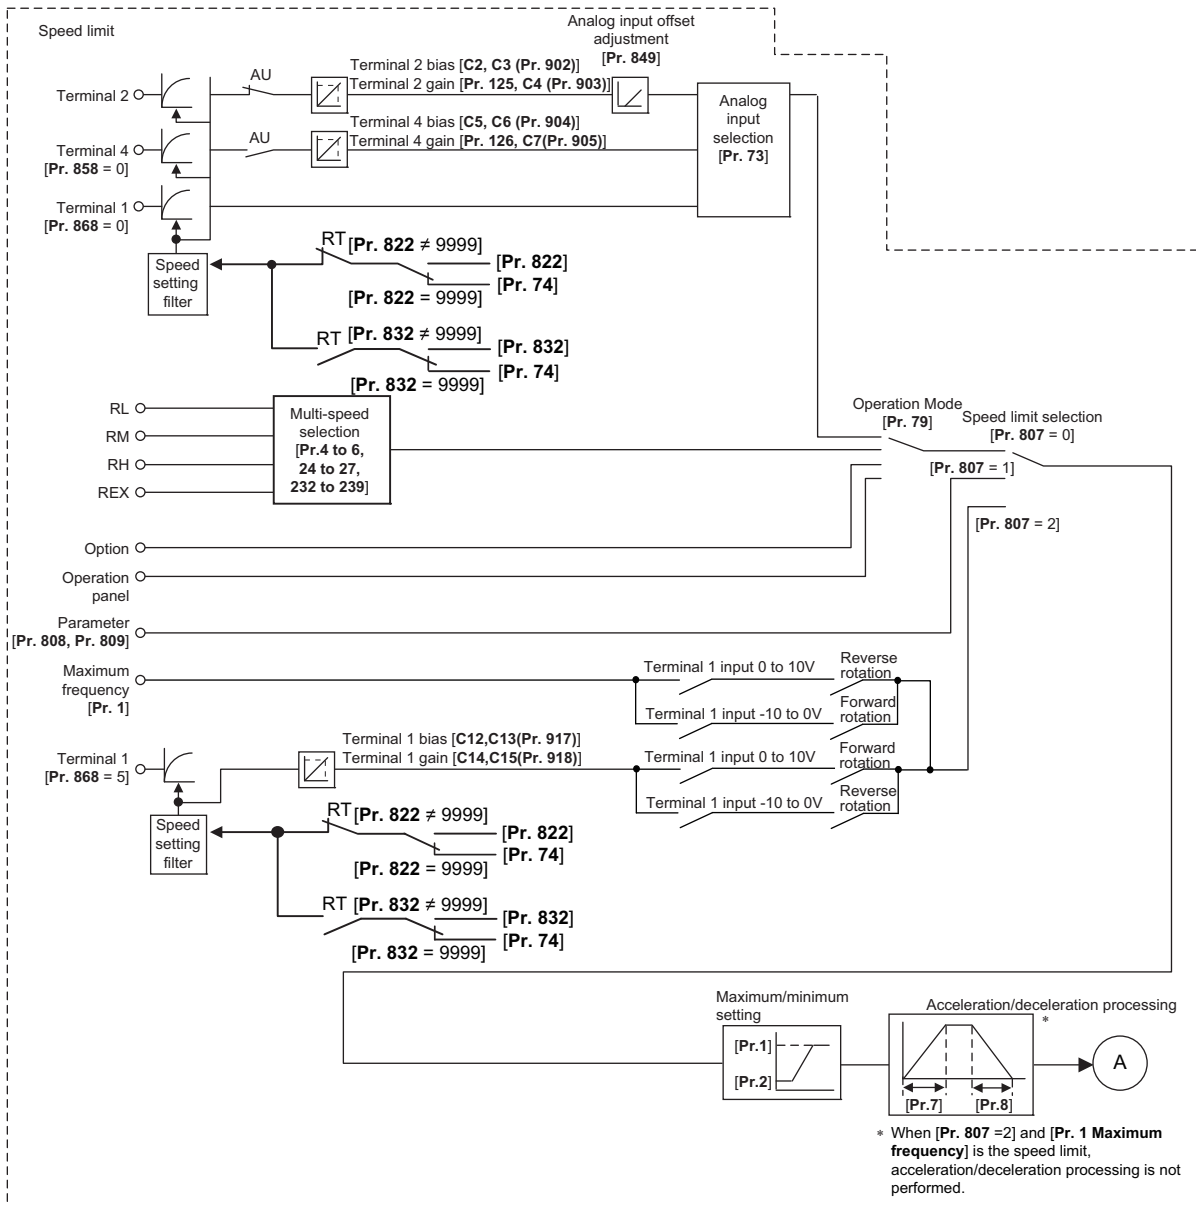 Speed limit
Analog input offset
adjustment
[Pr. 849]
Terminal 2
AU
Terminal 2 bias [C2, C3 (Pr. 902)]
Terminal 2 gain [Pr. 125, C4 (Pr. 903)]
Analog
input
selection
[Pr. 73]
Terminal 4
[Pr. 858 = 0]
AU
Terminal 4 bias [C5, C6 (Pr. 904)]
Terminal 4 gain [Pr. 126, C7(Pr. 905)]
Terminal 1
[Pr. 868 = 0]
Speed
setting
filter
RT [Pr. 822 ≠ 9999]
[Pr. 822]
[Pr. 74]
[Pr. 822 = 9999]
RT [Pr. 832 ≠ 9999]
[Pr. 832]
[Pr. 74]
[Pr. 832 = 9999]
RL
RM
RH
REX
Multi-speed
selection
[Pr.4 to 6,
24 to 27,
232 to 239]
Operation Mode
[Pr. 79]
Speed limit selection
[Pr. 807 = 0]
[Pr. 807 = 1]
[Pr. 807 = 2]
Option
Operation
panel
Parameter
[Pr. 808, Pr. 809]
Maximum
frequency
[Pr. 1]
Terminal 1 input 0 to 10V
Reverse
rotation
Terminal 1 input -10 to 0V
Forward
rotation
Terminal 1
[Pr. 868 = 5]
Terminal 1 bias [C12,C13(Pr. 917)]
Terminal 1 gain [C14,C15(Pr. 918)]
Terminal 1 input 0 to 10V
Forward
rotation
Terminal 1 input -10 to 0V
Reverse
rotation
Speed
setting
filter
RT [Pr. 822 ≠ 9999]
[Pr. 822]
[Pr. 74]
[Pr. 822 = 9999]
RT [Pr. 832 ≠ 9999]
[Pr. 832]
[Pr. 74]
[Pr. 832 = 9999]
Maximum/minimum
setting
[Pr.1]
[Pr.2]
Acceleration/deceleration processing
*
[Pr.7]
[Pr.8]
A
* When [Pr. 807 =2] and [Pr. 1 Maximum
frequency] is the speed limit,
acceleration/deceleration processing is not
performed.